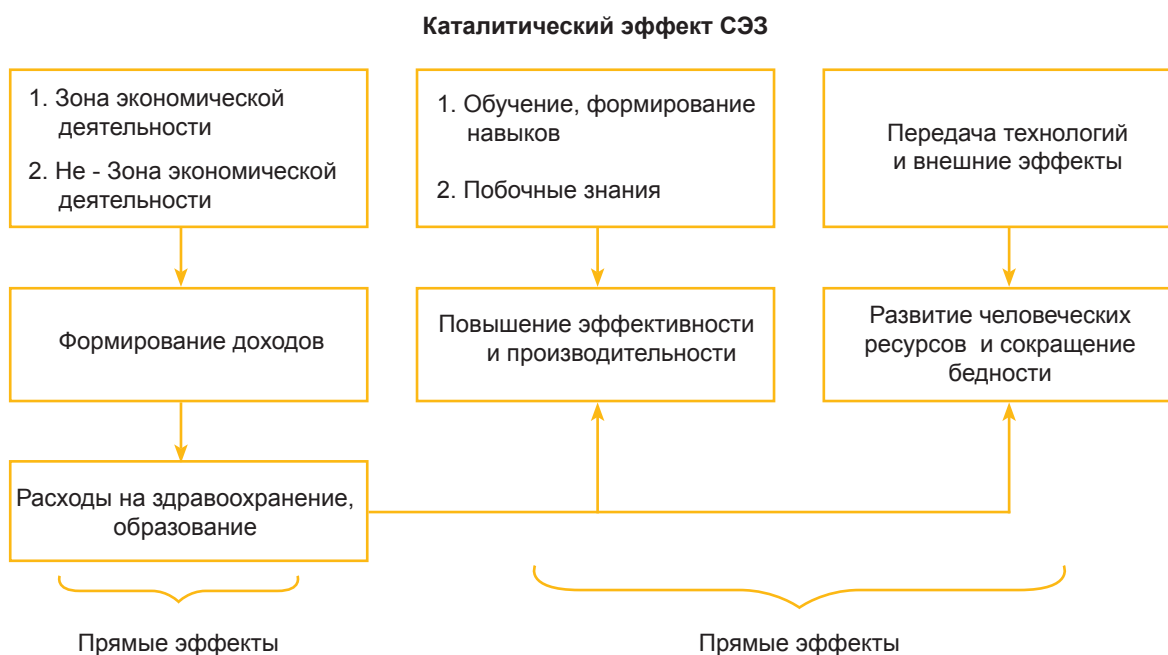 Каталитический эффект СЭЗ
1. Зона экономической
деятельности
2. Не - Зона экономической
деятельности
1. Обучение, формирование
навыков
2. Побочные знания
Передача технологий
и внешние эффекты
Формирование доходов
Повышение эффективности
и производительности
Развитие человеческих
ресурсов и сокращение
бедности
Расходы на здравоохранение,
образование
Прямые эффекты
Прямые эффекты